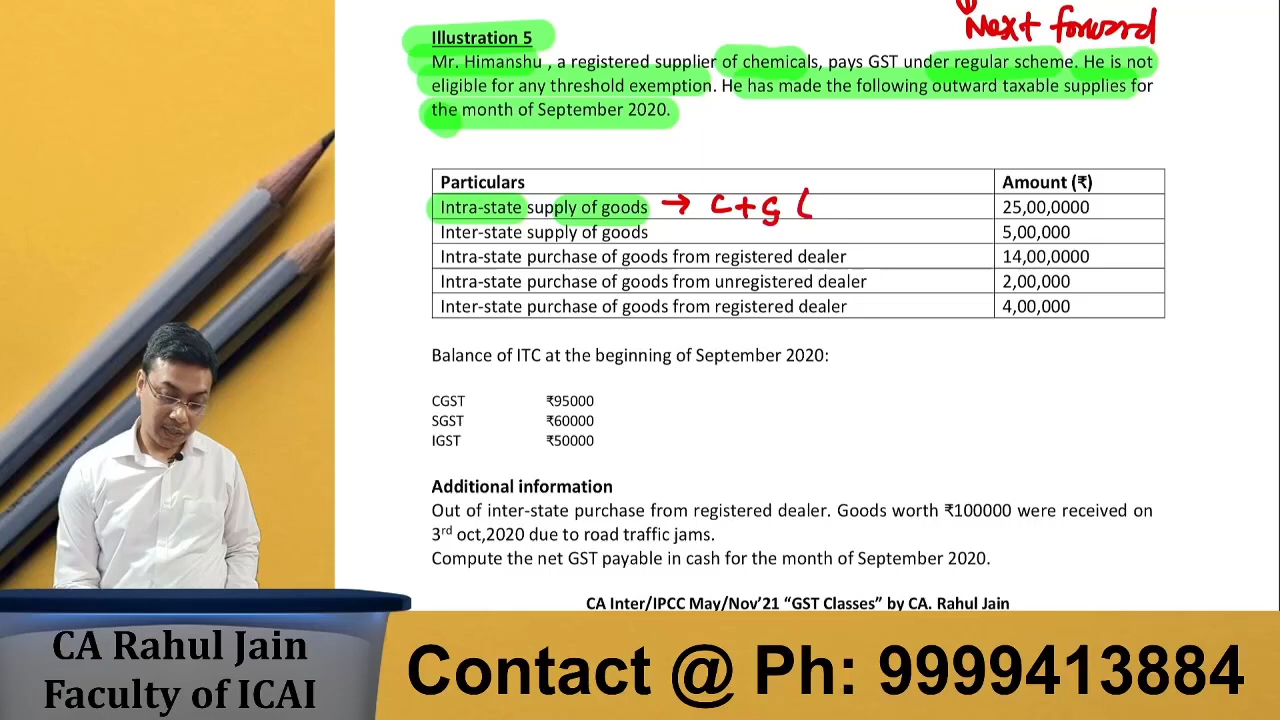 Next forward
Illustration 5
Mr. Himanshu , a registered supplier of chemicals, pays GST under regular scheme. He is not
eligible for any threshold exemption. He has made the following outward taxable supplies for
the month of September 2020.
Particulars Amount (₹)
Intra-state supply of goods → C+S ( 25,00,0000
Inter-state supply of goods 5,00,000
Intra-state purchase of goods from registered dealer 14,00,0000
Intra-state purchase of goods from unregistered dealer 2,00,000
Inter-state purchase of goods from registered dealer 4,00,000
Balance of ITC at the beginning of September 2020:
CGST ₹95000
SGST ₹60000
IGST ₹50000
Additional information
Out of inter-state purchase from registered dealer. Goods worth ₹100000 were received on
3rd oct,2020 due to road traffic jams.
Compute the net GST payable in cash for the month of September 2020.
CA Inter/IPCC May/Nov’21 “GST Classes” by CA. Rahul Jain
CA Rahul Jain
Faculty of ICAI
Contact @ Ph: 9999413884